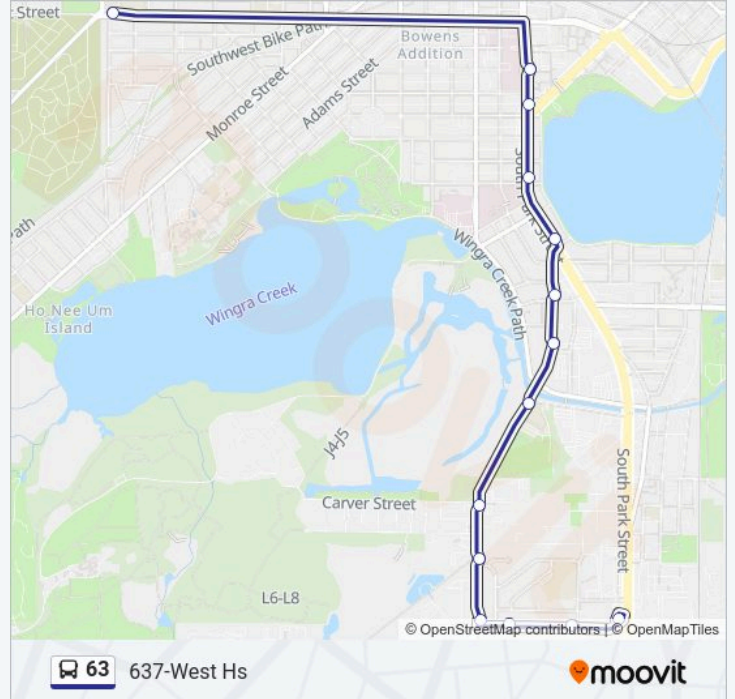 : Street
Southwest Bike Path
Bowens
Addition
Monroe Street
Adams Street
South Park Street
Path
Wingra Creek Path
Wingra Creek
Ho Nee Um
Island
J4-J5
South Park Street
Carver Street
L6-L8
© OpenStreetMap contributors | © OpenMapTiles
63 637-West Hs
moovit